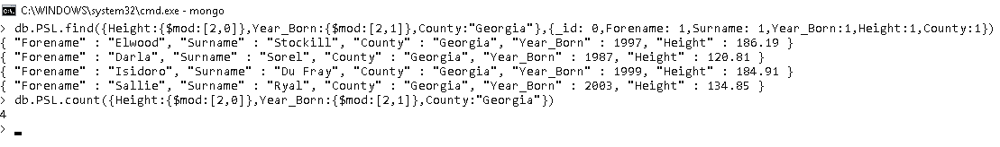 C:\WINDOWS\system32\cmd.exe - mongo
> db.PSL.find({Height:{$mod:[2,0]},Year_Born:{$mod:[2,1]},County:"Georgia"},{_id: 0,Forename: 1,Surname: 1,Year_Born:1,Height:1,County:1})
{ "Forename" : "Elwood", "Surname" : "Stockill", "County" : "Georgia", "Year_Born" : 1997, "Height" : 186.19 }
{ "Forename" : "Darla", "Surname" : "Sorel", "County" : "Georgia", "Year_Born" : 1987, "Height" : 120.81 }
{ "Forename" : "Isidoro", "Surname" : "Du Fray", "County" : "Georgia", "Year_Born" : 1999, "Height" : 184.91 }
{ "Forename" : "Sallie", "Surname" : "Ryal", "County" : "Georgia", "Year_Born" : 2003, "Height" : 134.85 }
> db.PSL.count({Height:{$mod:[2,0]},Year_Born:{$mod:[2,1]},County:"Georgia"})
4
>